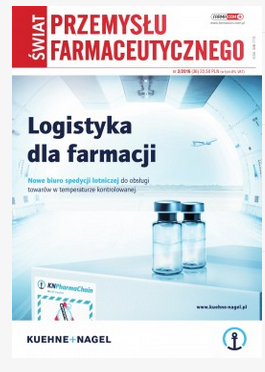 ŚWIAT
PRZEMYSŁU
FARMACEUTYCZNEGO
Logistyka
dla farmacji
Nowe biuro spedycji lotniczej do obsługi
towarów w temperaturze kontrolowanej
KNPharmaChain
www.kuehne-nagel.pl
KUEHNE+NAGEL